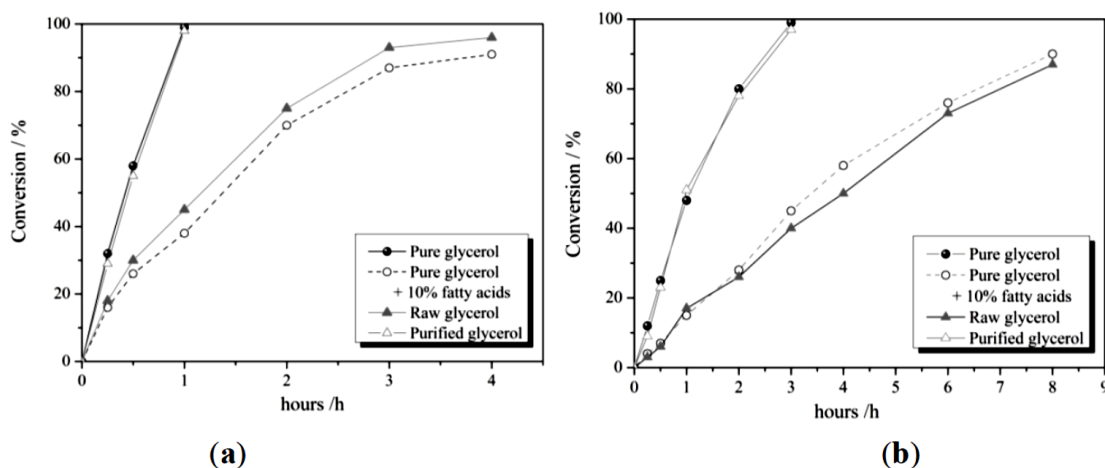 100
80
60
40
20
0
Conversion / %
0
1
2
3
4
hours /h
Pure glycerol
Pure glycerol
+ 10% fatty acids
Raw glycerol
Purified glycerol
(a)
100
80
60
40
20
0
Conversion / %
0
1
2
3
4
5
6
7
8
9
hours /h
Pure glycerol
Pure glycerol
+ 10% fatty acids
Raw glycerol
Purified glycerol
(b)